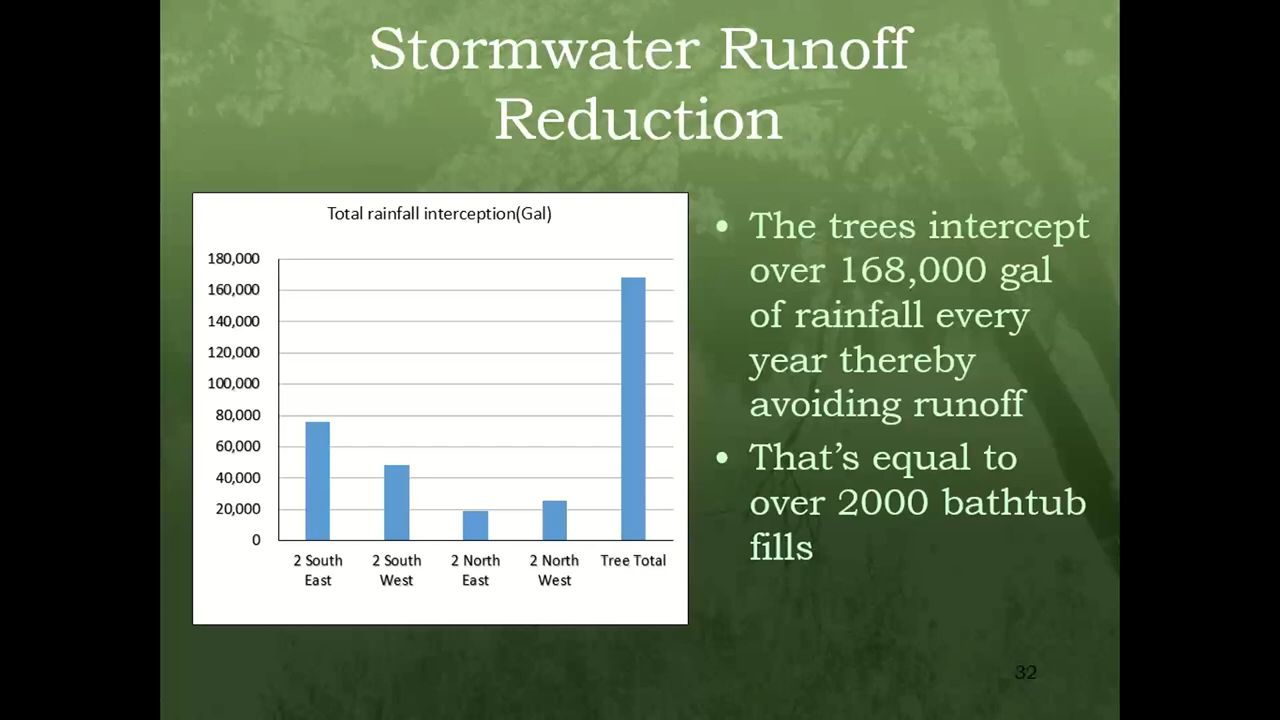 Stormwater Runoff
Reduction
Total rainfall interception(Gal)
180,000
160,000
140,000
120,000
100,000
80,000
60,000
40,000
20,000
0
2 South East
2 South West
2 North East
2 North West
Tree Total
• The trees intercept
over 168,000 gal
of rainfall every
year thereby
avoiding runoff
• That’s equal to
over 2000 bathtub
fills
32